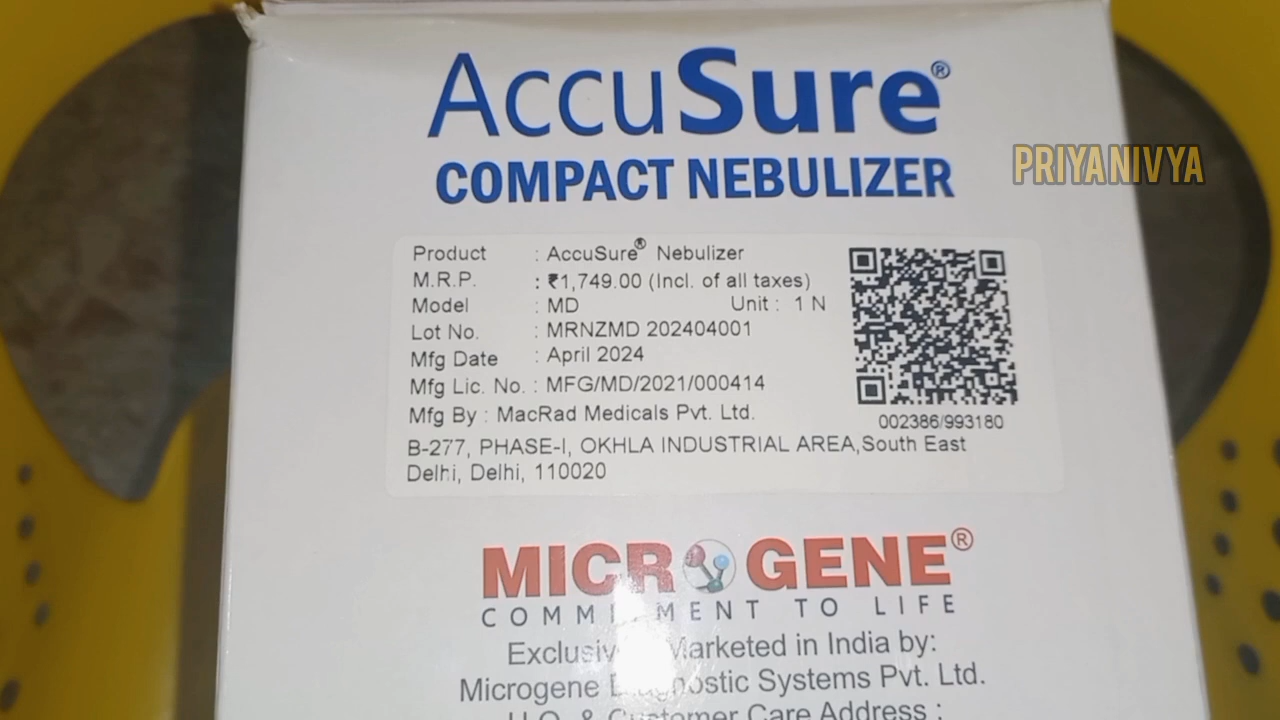 AccuSure®
COMPACT NEBULIZER
PRIYANIVYA
Product : AccuSure® Nebulizer
M.R.P. : ₹1,749.00 (Incl. of all taxes)
Model : MD Unit : 1 N
Lot No. : MRNZMD 202404001
Mfg Date : April 2024
Mfg Lic. No. : MFG/MD/2021/000414
Mfg By : MacRad Medicals Pvt. Ltd.
B-277, PHASE-I, OKHLA INDUSTRIAL AREA,South East
Delhi, Delhi, 110020
002386/993180
MICROGENE®
COMMITMENT TO LIFE
Marketed in India by:
Microgene Diagnostic Systems Pvt. Ltd.
H.O. & Customer Care Address :